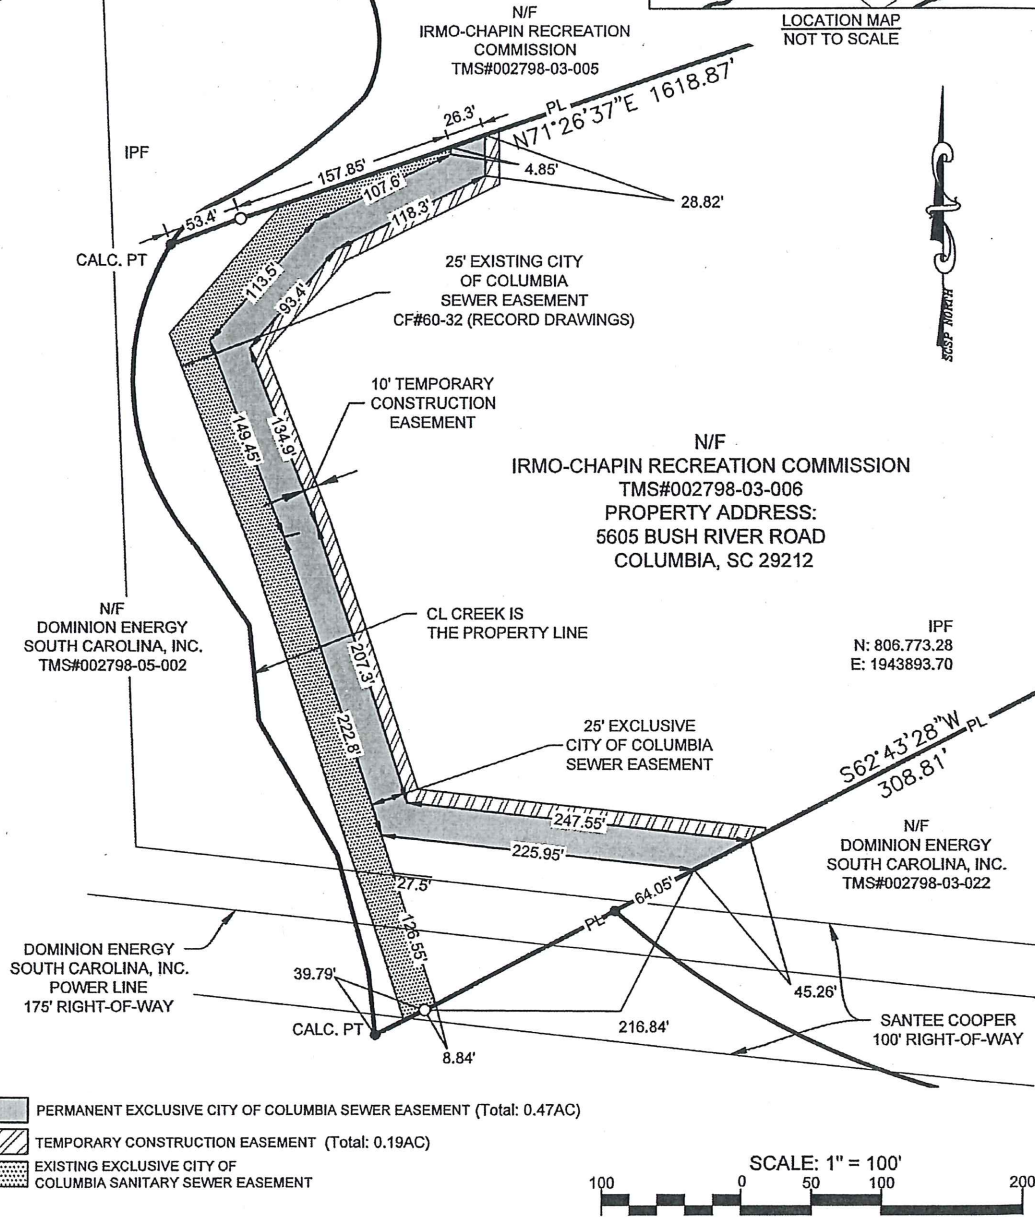 LOCATION MAP
NOT TO SCALE
N/F
IRMO-CHAPIN RECREATION
COMMISSION
TMS#002798-03-005
PL
N71°26'37"E 1618.87'
26.3'
IPF
157.85'
107.6'
4.85'
28.82'
53.4'
118.3'
CALC. PT
113.5'
93.4'
25' EXISTING CITY
OF COLUMBIA
SEWER EASEMENT
CF#60-32 (RECORD DRAWINGS)
SCSP NORTH
10' TEMPORARY
CONSTRUCTION
EASEMENT
149.45'
134.9'
N/F
IRMO-CHAPIN RECREATION COMMISSION
TMS#002798-03-006
PROPERTY ADDRESS:
5605 BUSH RIVER ROAD
COLUMBIA, SC 29212
N/F
DOMINION ENERGY
SOUTH CAROLINA, INC.
TMS#002798-05-002
CL CREEK IS
THE PROPERTY LINE
IPF
N: 806.773.28
E: 1943893.70
207.3'
222.8'
25' EXCLUSIVE
CITY OF COLUMBIA
SEWER EASEMENT
S62°43'28"W
308.81'
PL
247.55'
225.95'
N/F
DOMINION ENERGY
SOUTH CAROLINA, INC.
TMS#002798-03-022
27.5'
64.05'
PL
126.55'
DOMINION ENERGY
SOUTH CAROLINA, INC.
POWER LINE
175' RIGHT-OF-WAY
39.79'
45.26'
CALC. PT
216.84'
8.84'
SANTEE COOPER
100' RIGHT-OF-WAY
PERMANENT EXCLUSIVE CITY OF COLUMBIA SEWER EASEMENT (Total: 0.47AC)
TEMPORARY CONSTRUCTION EASEMENT (Total: 0.19AC)
EXISTING EXCLUSIVE CITY OF
COLUMBIA SANITARY SEWER EASEMENT
SCALE: 1" = 100'
100 0 50 100 200